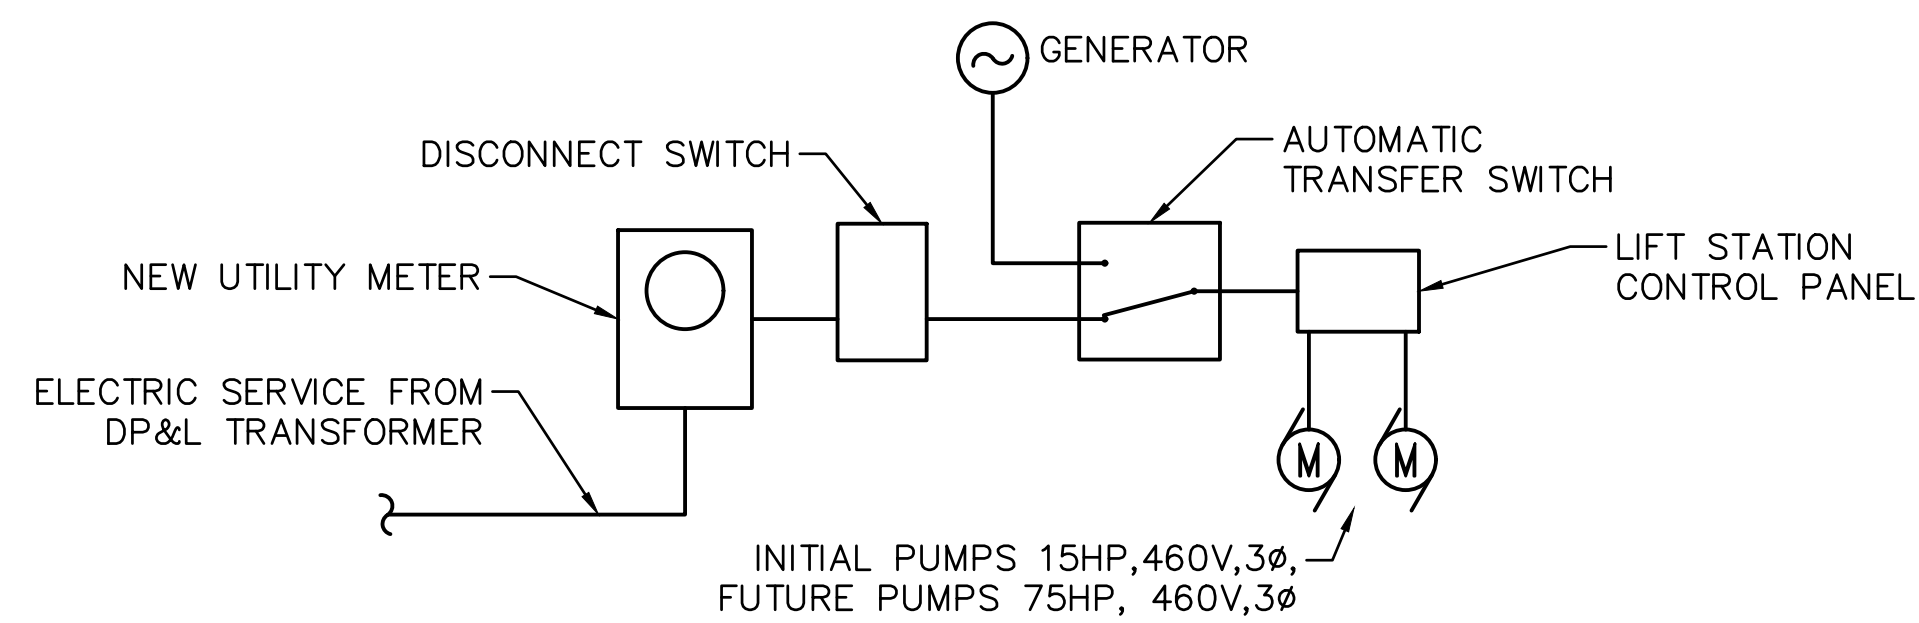 GENERATOR
DISCONNECT SWITCH
AUTOMATIC
TRANSFER SWITCH
LIFT STATION
CONTROL PANEL
NEW UTILITY METER
ELECTRIC SERVICE FROM
DP&L TRANSFORMER
M
M
INITIAL PUMPS 15HP,460V,3ø,
FUTURE PUMPS 75HP, 460V,3ø